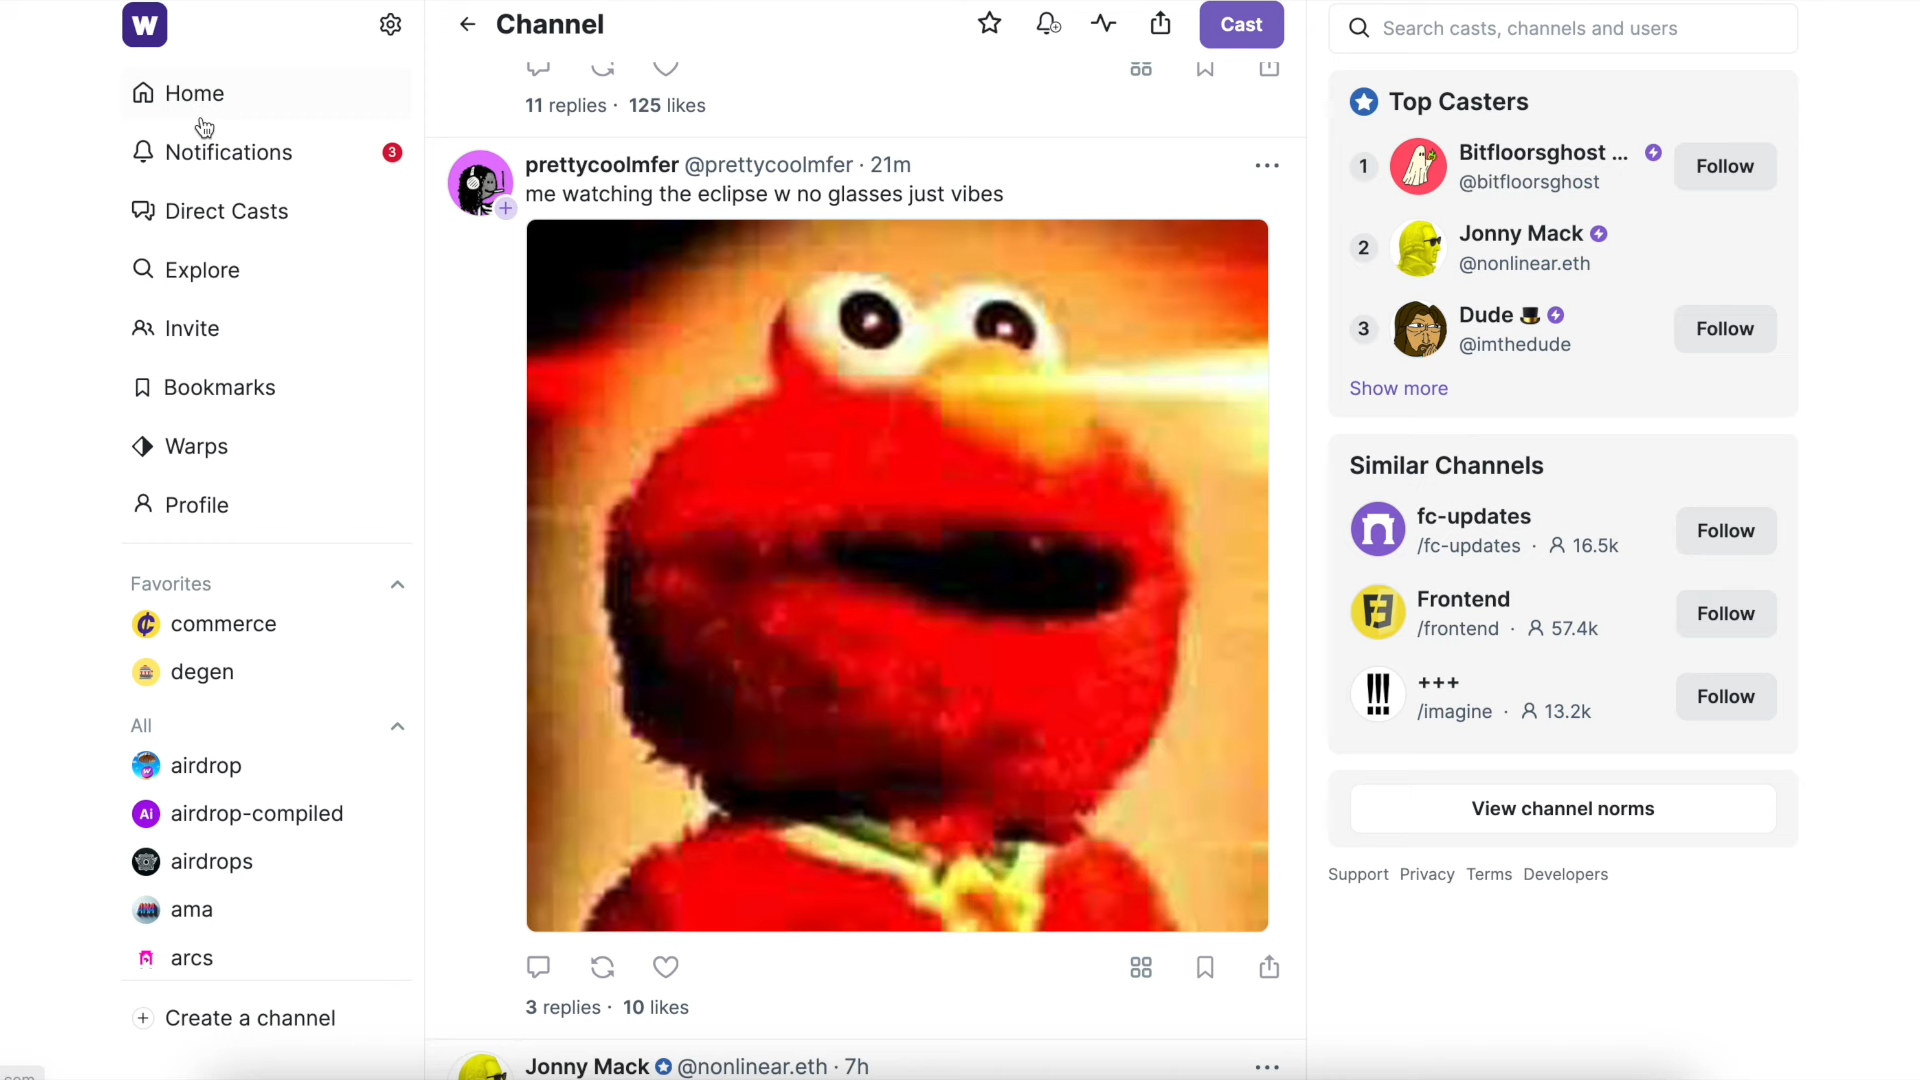 W
Home
Notifications 3
Direct Casts
Explore
Invite
Bookmarks
Warps
Profile
Favorites
commerce
degen
All
airdrop
Ai airdrop-compiled
airdrops
ama
arcs
+ Create a channel
← Channel
Cast
11 replies · 125 likes
prettycoolmfer @prettycoolmfer · 21m
me watching the eclipse w no glasses just vibes
3 replies · 10 likes
Jonny Mack @nonlinear.eth · 7h
Search casts, channels and users
Top Casters
1 Bitfloorsghost ... Follow
@bitfloorsghost
2 Jonny Mack
@nonlinear.eth
3 Dude 🎩 Follow
@imthedude
Show more
Similar Channels
fc-updates Follow
/fc-updates · 16.5k
Frontend Follow
/frontend · 57.4k
!!! +++ Follow
/imagine · 13.2k
View channel norms
Support Privacy Terms Developers